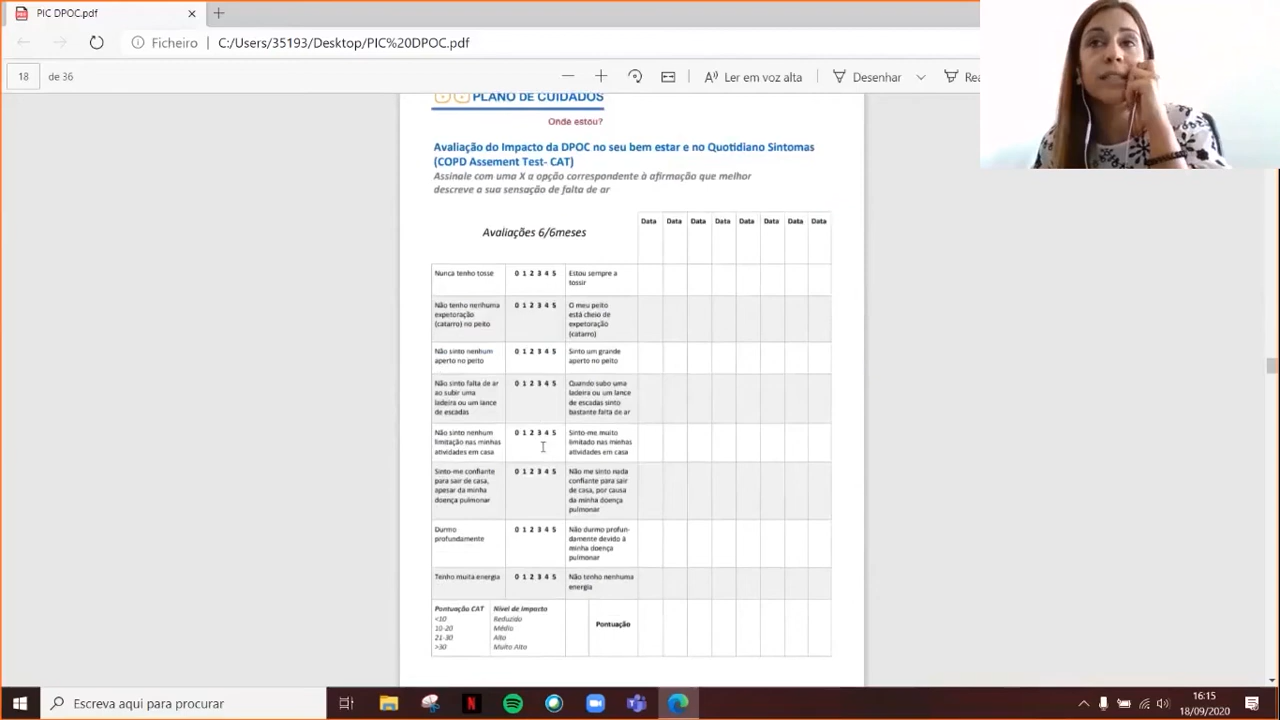 PIC DPOC.pdf
Ficheiro
C:/Users/35193/Desktop/PIC%20DPOC.pdf
18 de 36
Ler em voz alta
Desenhar
PLANO DE CUIDADOS
Onde estou?
Avaliação do Impacto da DPOC no seu bem estar e no Quotidiano Sintomas
(COPD Assement Test- CAT)
Assinale com uma X a opção correspondente à afirmação que melhor
descreve a sua sensação de falta de ar
Avaliações 6/6meses
Data Data Data Data Data Data Data Data
Nunca tenho tosse
0 1 2 3 4 5
Estou sempre a
tossir
Não tenho nenhuma
expetoração
(catarro) no peito
0 1 2 3 4 5
O meu peito
está cheio de
expetoração
(catarro)
Não sinto nenhum
aperto no peito
0 1 2 3 4 5
Sinto um grande
aperto no peito
Não sinto falta de ar
ao subir uma
ladeira ou um lance
de escadas
0 1 2 3 4 5
Quando subo uma
ladeira ou um lance
de escadas sinto
bastante falta de ar
Não sinto nenhum
limitação nas minhas
atividades em casa
0 1 2 3 4 5
Sinto-me muito
limitado nas minhas
atividades em casa
Sinto-me confiante
para sair de casa,
apesar da minha
doença pulmonar
0 1 2 3 4 5
Não me sinto nada
confiante para sair
de casa, por causa
da minha doença
pulmonar
Durmo
profundamente
0 1 2 3 4 5
Não durmo profun-
damente devido à
minha doença
pulmonar
Tenho muita energia
0 1 2 3 4 5
Não tenho nenhuma
energia
Pontuação CAT
<10
10-20
21-30
>30
Nível de Impacto
Reduzido
Médio
Alto
Muito Alto
Pontuação
Escreva aqui para procurar
16:15
18/09/2020